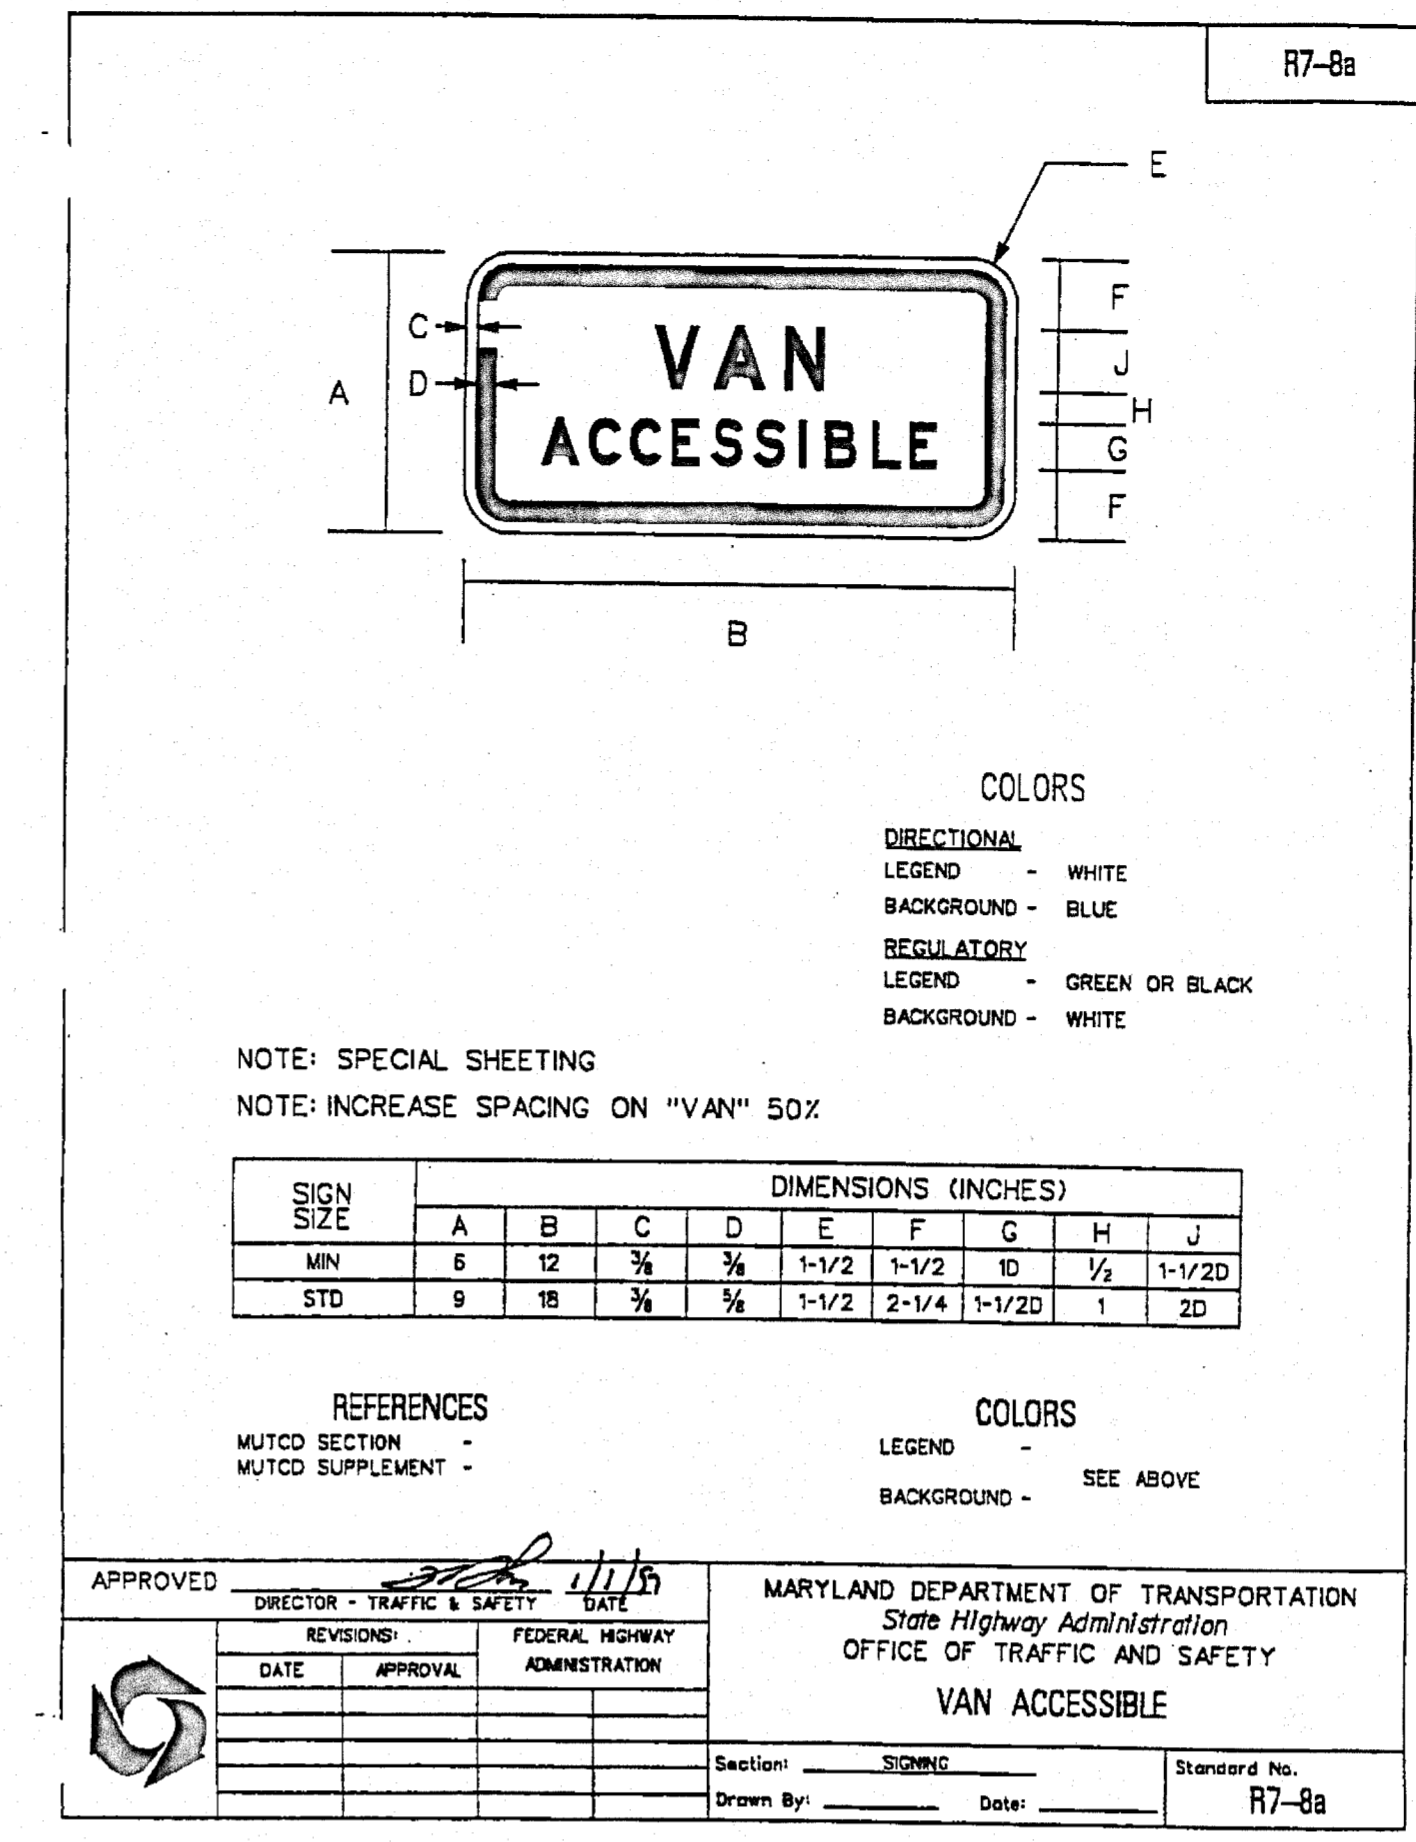 R7-8a
E
A
C
D
VAN
ACCESSIBLE
F
J
H
G
F
B
COLORS
DIRECTIONAL
LEGEND - WHITE
BACKGROUND - BLUE
REGULATORY
LEGEND - GREEN OR BLACK
BACKGROUND - WHITE
NOTE: SPECIAL SHEETING
NOTE: INCREASE SPACING ON "VAN" 50%
SIGN SIZE DIMENSIONS (INCHES)
A B C D E F G H J
MIN 6 12 3/8 3/8 1-1/2 1-1/2 1D 1/2 1-1/2D
STD 9 18 3/8 5/8 1-1/2 2-1/4 1-1/2D 1 2D
REFERENCES
MUTCD SECTION -
MUTCD SUPPLEMENT -
COLORS
LEGEND -
SEE ABOVE
BACKGROUND -
APPROVED
DIRECTOR - TRAFFIC & SAFETY DATE
REVISIONS:
DATE APPROVAL
FEDERAL HIGHWAY
ADMINISTRATION
MARYLAND DEPARTMENT OF TRANSPORTATION
State Highway Administration
OFFICE OF TRAFFIC AND SAFETY
VAN ACCESSIBLE
Section: SIGNING
Drawn By: Date:
Standard No.
R7-8a